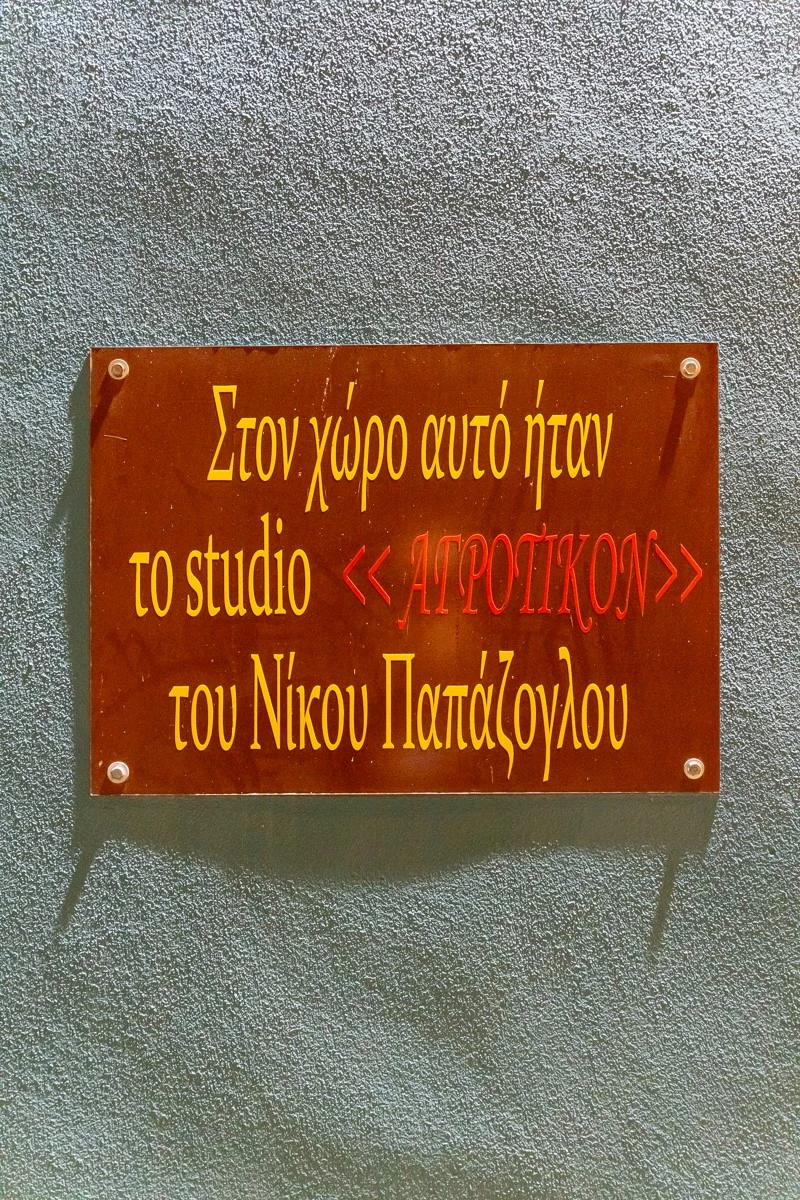 Στον χώρο αυτό ήταν
το studio <<ΑΓΡΟΤΙΚΟΝ>>
του Νίκου Παπάζογλου